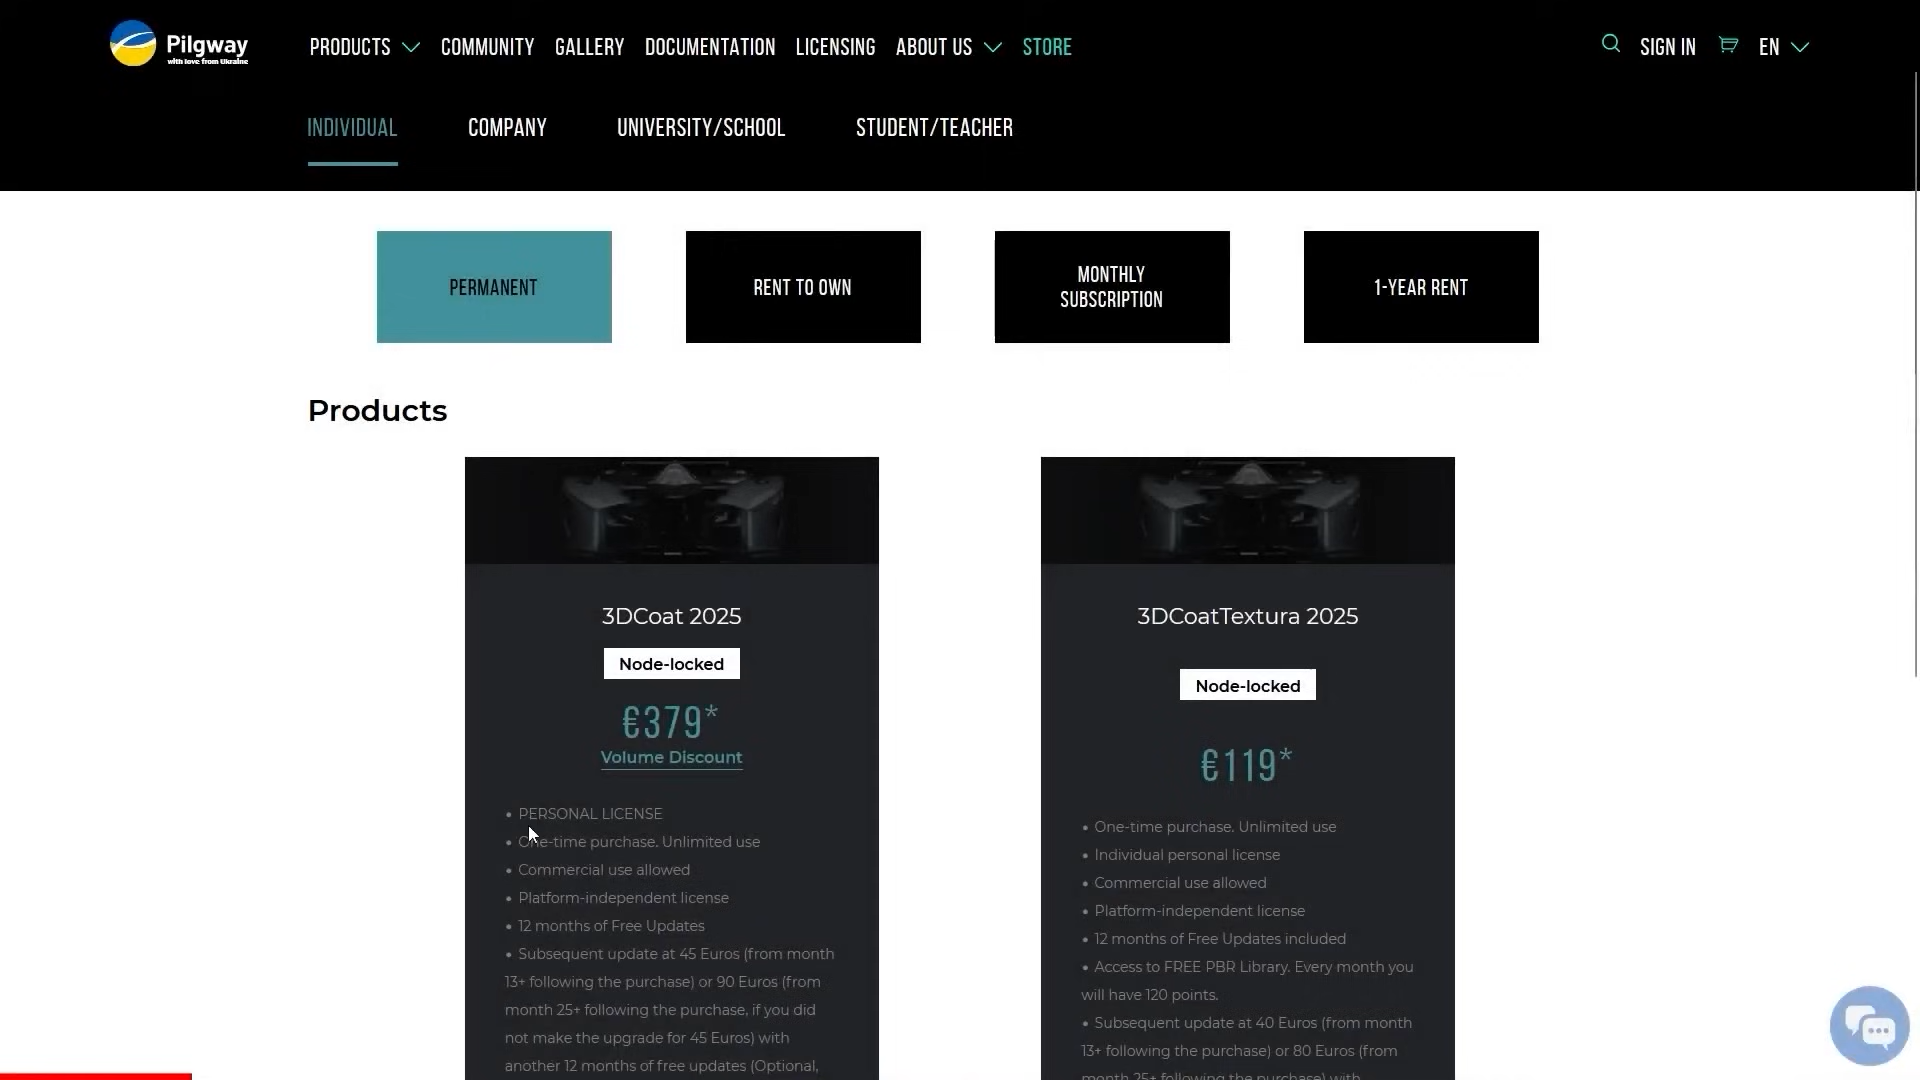 Pilgway
with love from Ukraine
PRODUCTS
COMMUNITY
GALLERY
DOCUMENTATION
LICENSING
ABOUT US
STORE
SIGN IN
EN
INDIVIDUAL
COMPANY
UNIVERSITY/SCHOOL
STUDENT/TEACHER
PERMANENT
RENT TO OWN
MONTHLY
SUBSCRIPTION
1-YEAR RENT
Products
3DCoat 2025
Node-locked
€379*
Volume Discount
• PERSONAL LICENSE
• One-time purchase. Unlimited use
• Commercial use allowed
• Platform-independent license
• 12 months of Free Updates
• Subsequent update at 45 Euros (from month
13+ following the purchase) or 90 Euros (from
month 25+ following the purchase, if you did
not make the upgrade for 45 Euros) with
another 12 months of free updates (Optional,
3DCoatTextura 2025
Node-locked
€119*
• One-time purchase. Unlimited use
• Individual personal license
• Commercial use allowed
• Platform-independent license
• 12 months of Free Updates included
• Access to FREE PBR Library. Every month you
will have 120 points.
• Subsequent update at 40 Euros (from month
13+ following the purchase) or 80 Euros (from
month 25+ following the purchase) with